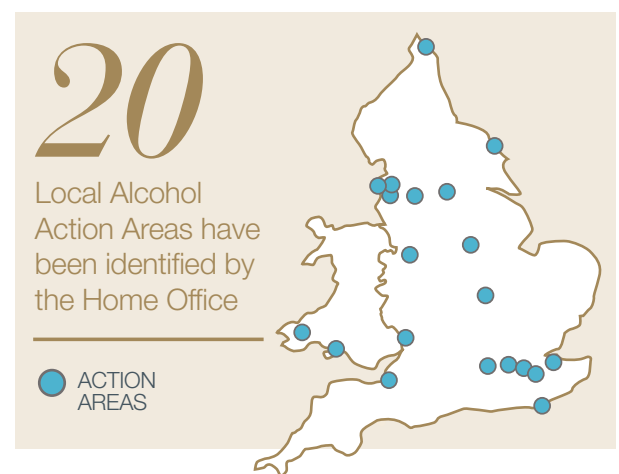 20
Local Alcohol
Action Areas have
been identified by
the Home Office
ACTION
AREAS